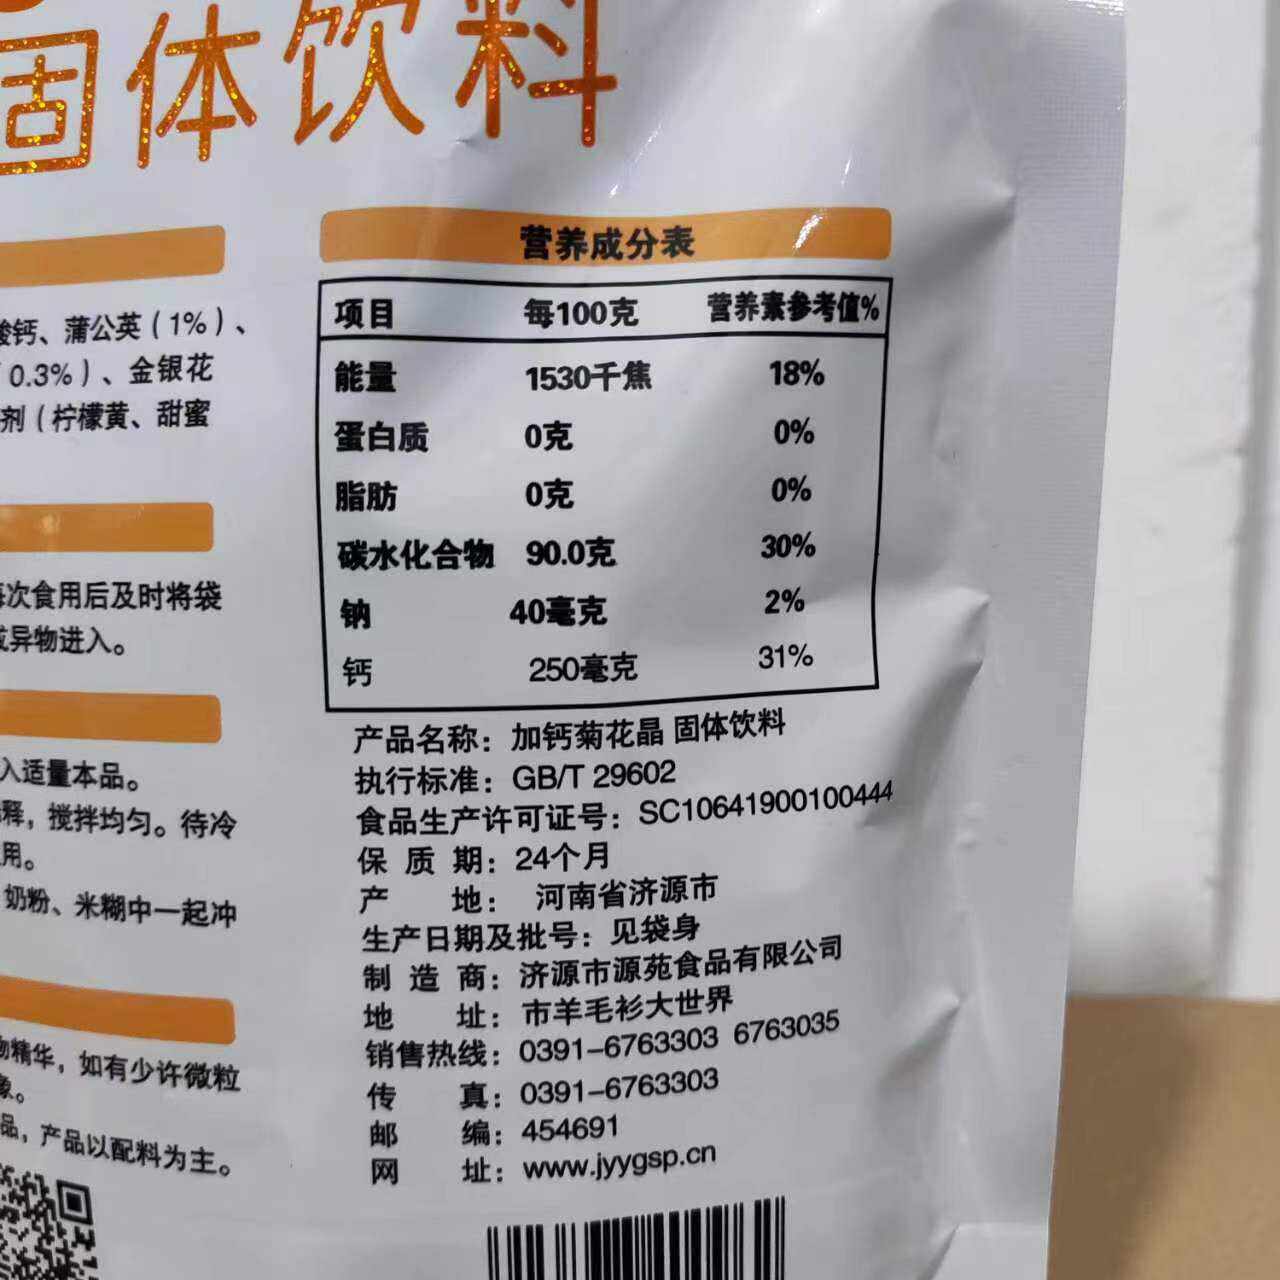 固体饮料
酸钙、蒲公英（1%）、
0.3%）、金银花
剂（柠檬黄、甜蜜
每次食用后及时将袋
或异物进入。
入适量本品。
释，搅拌均匀。待冷
用。
奶粉、米糊中一起冲
物精华，如有少许微粒
象。
品，产品以配料为主。
营养成分表
项目 每100克 营养素参考值%
能量 1530千焦 18%
蛋白质 0克 0%
脂肪 0克 0%
碳水化合物 90.0克 30%
钠 40毫克 2%
钙 250毫克 31%
产品名称：加钙菊花晶 固体饮料
执行标准：GB/T 29602
食品生产许可证号：SC10641900100444
保质期：24个月
产地：河南省济源市
生产日期及批号：见袋身
制造商：济源市源苑食品有限公司
地址：市羊毛衫大世界
销售热线：0391-6763303 6763035
传真：0391-6763303
邮编：454691
网址：www.jyygsp.cn